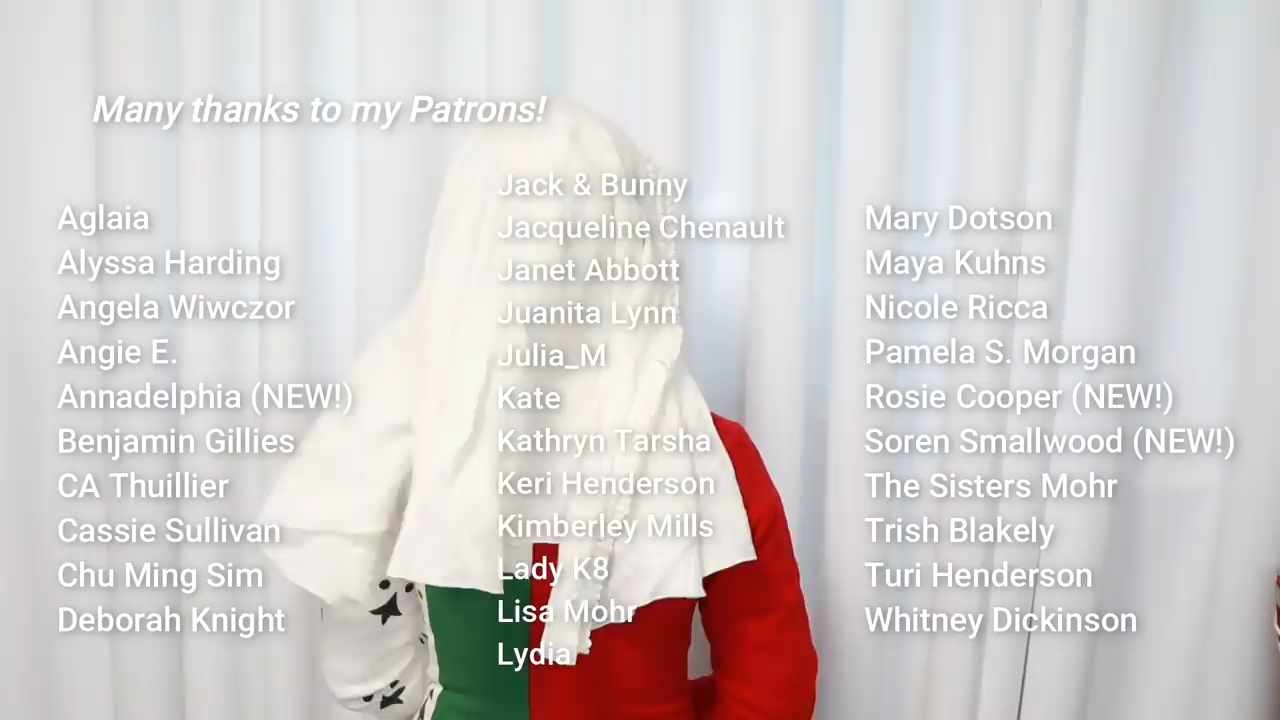 Many thanks to my Patrons!
Aglaia
Alyssa Harding
Angela Wiwczor
Angie E.
Annadelphia (NEW!)
Benjamin Gillies
CA Thuillier
Cassie Sullivan
Chu Ming Sim
Deborah Knight
Jack & Bunny
Jacqueline Chenault
Janet Abbott
Juanita Lynn
Julia_M
Kate
Kathryn Tarsha
Keri Henderson
Kimberley Mills
Lady K8
Lisa Mohr
Lydia
Mary Dotson
Maya Kuhns
Nicole Ricca
Pamela S. Morgan
Rosie Cooper (NEW!)
Soren Smallwood (NEW!)
The Sisters Mohr
Trish Blakely
Turi Henderson
Whitney Dickinson